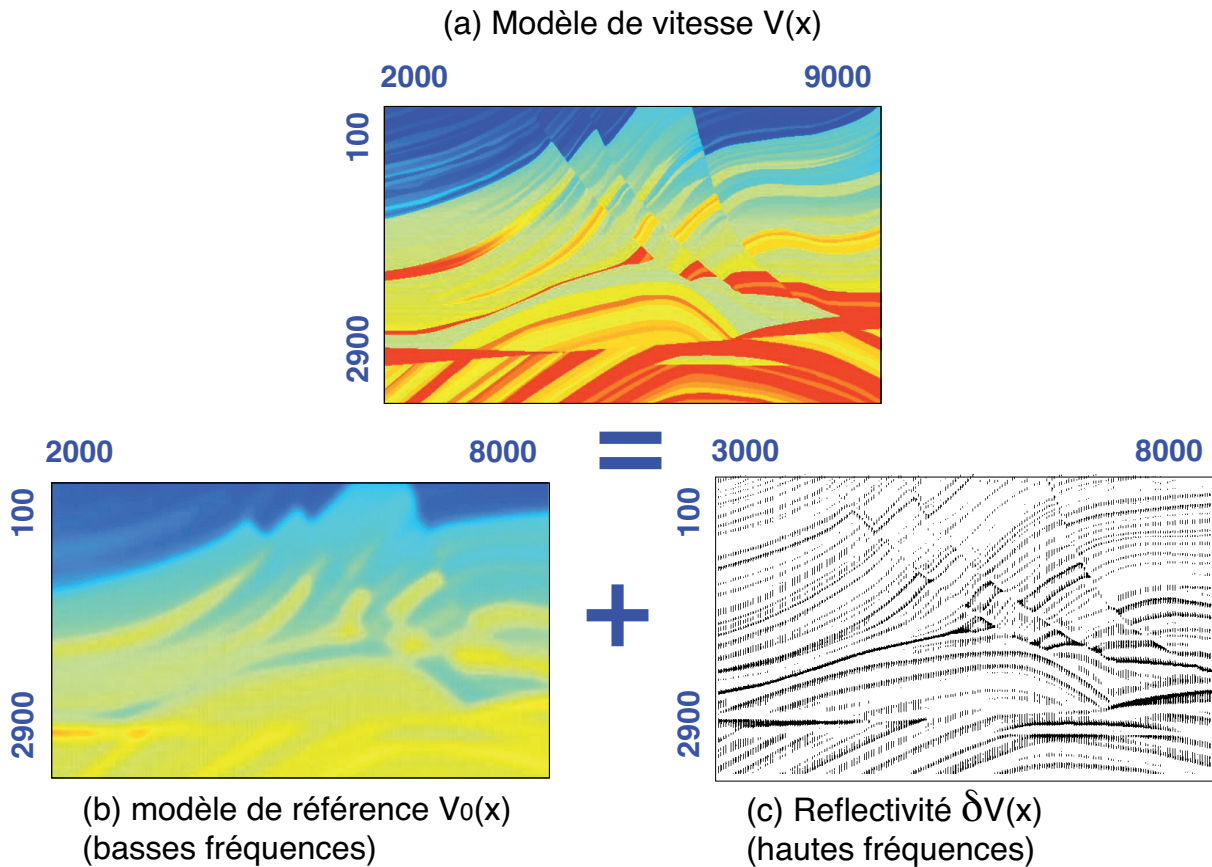 (a) Modèle de vitesse V(x)
2000 9000
100
2900
=
2000 8000
100
2900
+
3000 8000
100
2900
(b) modèle de référence V0(x)
(basses fréquences)
(c) Reflectivité δV(x)
(hautes fréquences)